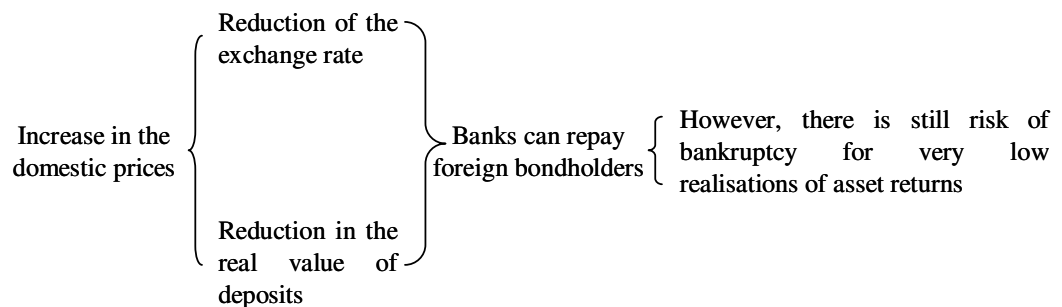 Reduction of the
exchange rate
Increase in the
domestic prices
Reduction in the
real value of
deposits
Banks can repay
foreign bondholders
However, there is still risk of
bankruptcy for very low
realisations of asset returns